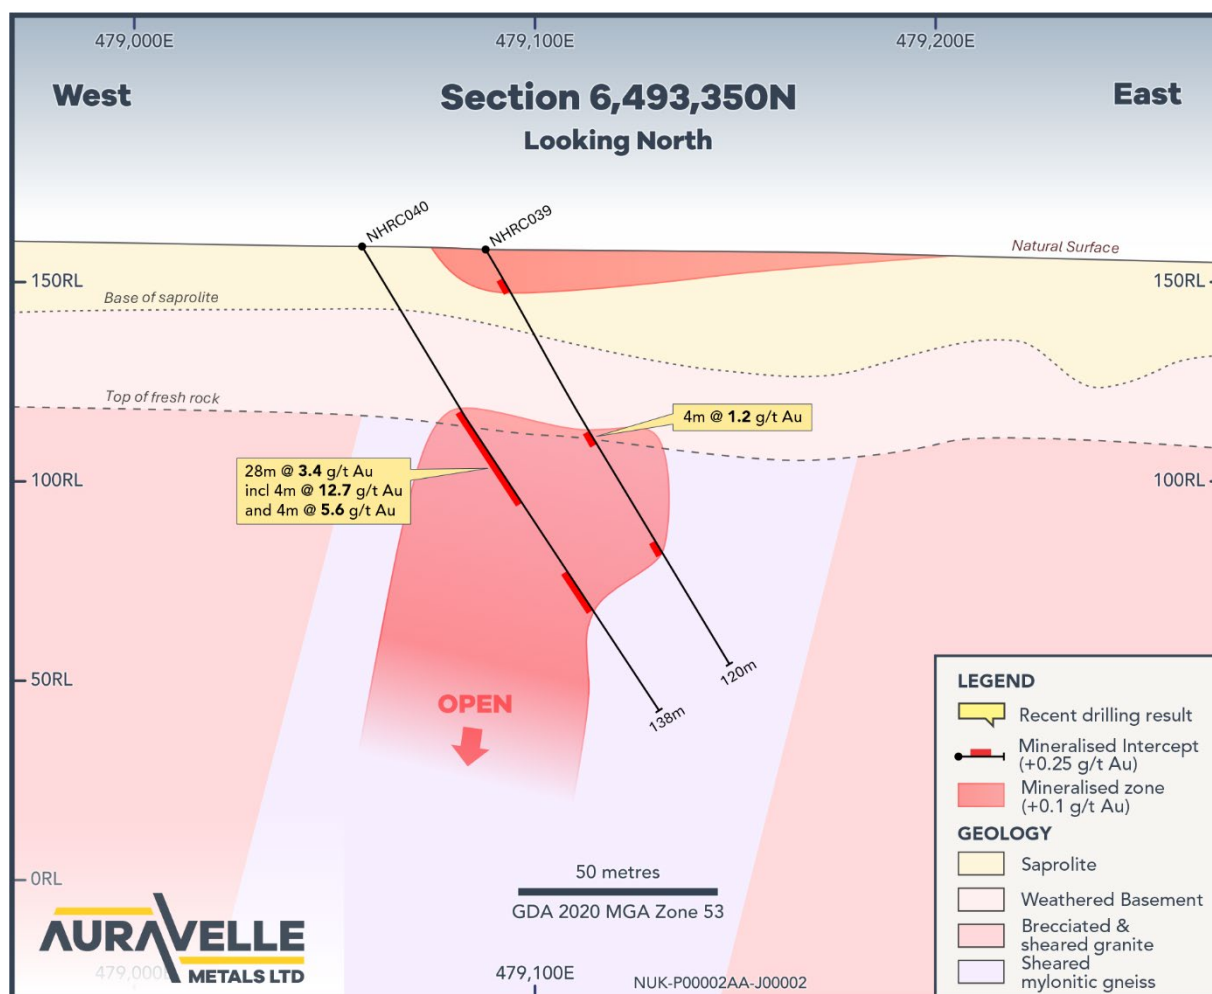 479,000E
479,100E
479,200E
West
Section 6,493,350N
East
Looking North
NHRC040
NHRC039
Natural Surface
150RL
150RL
Base of saprolite
Top of fresh rock
4m @ 1.2 g/t Au
28m @ 3.4 g/t Au
incl 4m @ 12.7 g/t Au
and 4m @ 5.6 g/t Au
100RL
100RL
50RL
OPEN
120m
138m
LEGEND
Recent drilling result
Mineralised Intercept
(+0.25 g/t Au)
Mineralised zone
(+0.1 g/t Au)
GEOLOGY
Saprolite
Weathered Basement
Brecciated &
sheared granite
Sheared
mylonitic gneiss
0RL
50 metres
GDA 2020 MGA Zone 53
AURAVELLE
METALS LTD
479,000E
479,100E
NUK-P00002AA-J00002